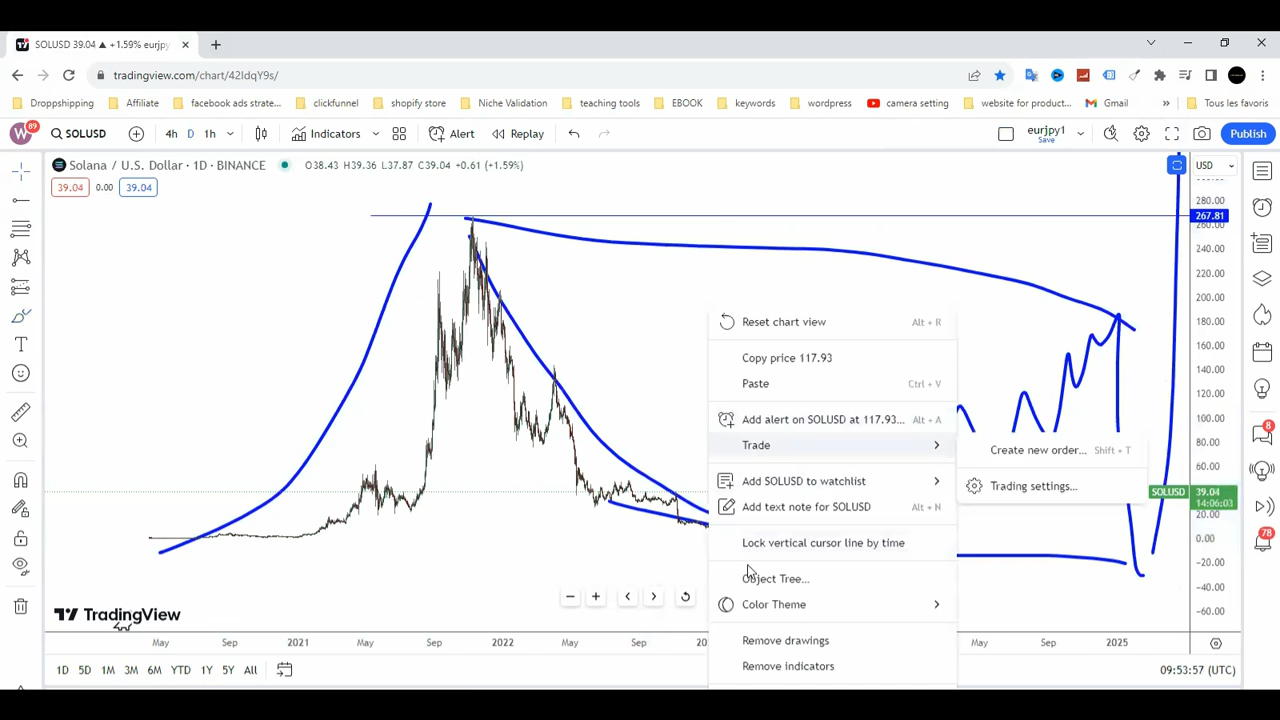 SOLUSD 39.04 ▲ +1.59% eurjpy
tradingview.com/chart/42IdqY9s/
Droppshipping Affiliate facebook ads strate... clickfunnel shopify store Niche Validation teaching tools EBOOK keywords wordpress camera setting website for product... Gmail » Tous les favoris
W 89 SOLUSD 4h D 1h Indicators Alert Replay eurjpy1 Save Publish
Solana / U.S. Dollar · 1D · BINANCE O38.43 H39.36 L37.87 C39.04 +0.61 (+1.59%) USD
39.04 0.00 39.04
280.00
267.81
240.00
220.00
200.00
180.00
160.00
140.00
120.00
100.00
80.00
60.00
SOLUSD 39.04
14:06:03
20.00
0.00
−20.00
−40.00
−60.00
Reset chart view Alt + R
Copy price 117.93
Paste Ctrl + V
Add alert on SOLUSD at 117.93... Alt + A
Trade
Create new order... Shift + T
Trading settings...
Add SOLUSD to watchlist
Add text note for SOLUSD Alt + N
Lock vertical cursor line by time
Object Tree...
Color Theme
Remove drawings
Remove indicators
8
78
TradingView
May Sep 2021 May Sep 2022 May Sep May Sep 2025
1D 5D 1M 3M 6M YTD 1Y 5Y All 09:53:57 (UTC)